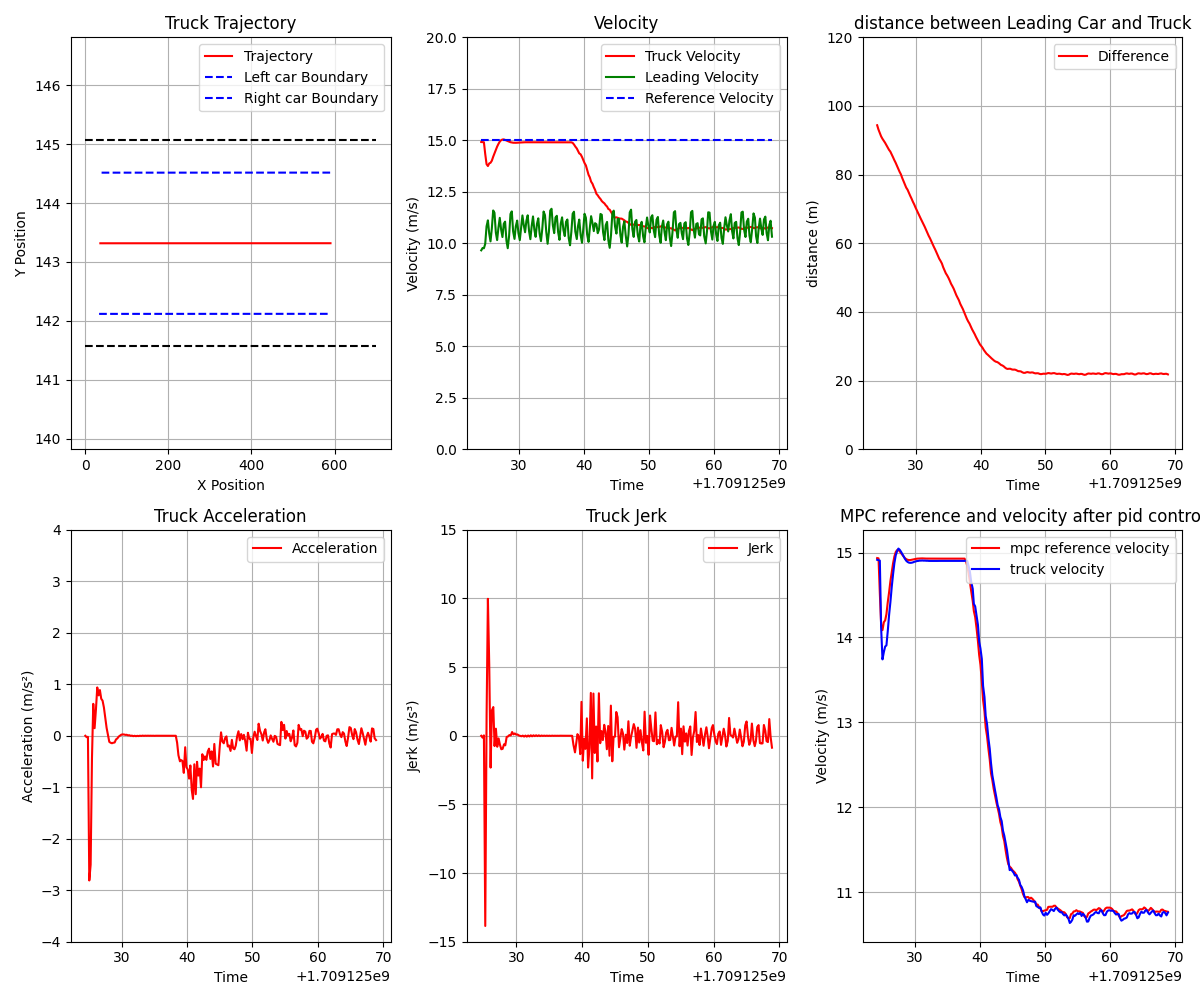 Truck Trajectory
Trajectory
Left car Boundary
Right car Boundary
146
145
144
143
142
141
140
Y Position
0 200 400 600
X Position
Velocity
Truck Velocity
Leading Velocity
Reference Velocity
20.0
17.5
15.0
12.5
10.0
7.5
5.0
2.5
0.0
Velocity (m/s)
30 40 50 60 70
Time +1.709125e9
distance between Leading Car and Truck
Difference
120
100
80
60
40
20
0
distance (m)
30 40 50 60 70
Time +1.709125e9
Truck Acceleration
Acceleration
4
3
2
1
0
−1
−2
−3
−4
Acceleration (m/s²)
30 40 50 60 70
Time +1.709125e9
Truck Jerk
Jerk
15
10
5
0
−5
−10
−15
Jerk (m/s³)
30 40 50 60 70
Time +1.709125e9
MPC reference and velocity after pid contro
mpc reference velocity
truck velocity
15
14
13
12
11
Velocity (m/s)
30 40 50 60 70
Time +1.709125e9